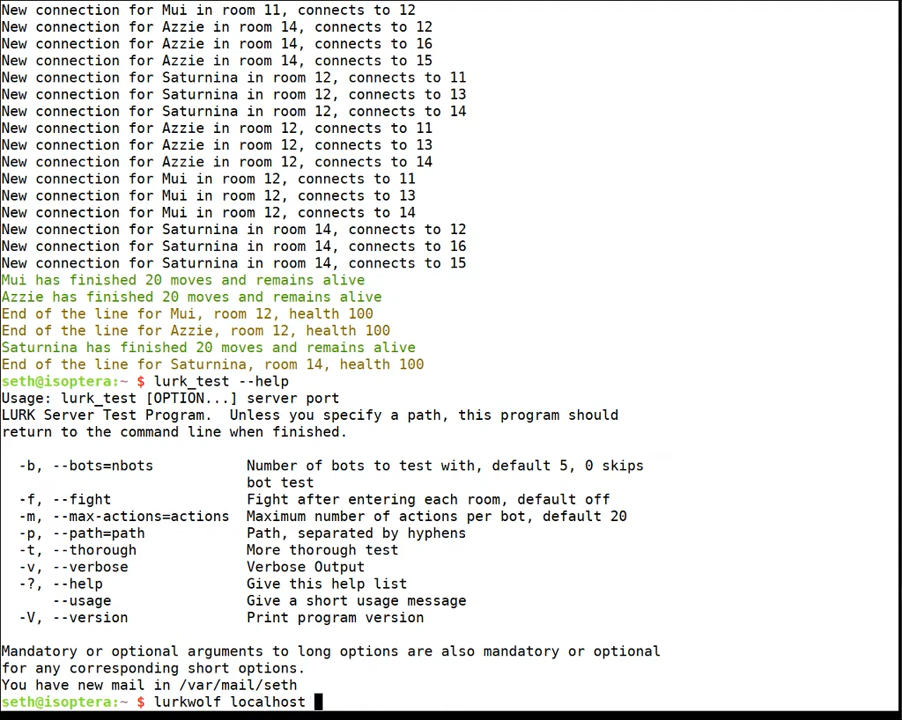 New connection for Mui in room 11, connects to 12
New connection for Azzie in room 14, connects to 12
New connection for Azzie in room 14, connects to 16
New connection for Azzie in room 14, connects to 15
New connection for Saturnina in room 12, connects to 11
New connection for Saturnina in room 12, connects to 13
New connection for Saturnina in room 12, connects to 14
New connection for Azzie in room 12, connects to 11
New connection for Azzie in room 12, connects to 13
New connection for Azzie in room 12, connects to 14
New connection for Mui in room 12, connects to 11
New connection for Mui in room 12, connects to 13
New connection for Mui in room 12, connects to 14
New connection for Saturnina in room 14, connects to 12
New connection for Saturnina in room 14, connects to 16
New connection for Saturnina in room 14, connects to 15
Mui has finished 20 moves and remains alive
Azzie has finished 20 moves and remains alive
End of the line for Mui, room 12, health 100
End of the line for Azzie, room 12, health 100
Saturnina has finished 20 moves and remains alive
End of the line for Saturnina, room 14, health 100
seth@isoptera:~ $ lurk_test --help
Usage: lurk_test [OPTION...] server port
LURK Server Test Program.  Unless you specify a path, this program should
return to the command line when finished.

  -b, --bots=nbots           Number of bots to test with, default 5, 0 skips
                             bot test
  -f, --fight                Fight after entering each room, default off
  -m, --max-actions=actions  Maximum number of actions per bot, default 20
  -p, --path=path            Path, separated by hyphens
  -t, --thorough             More thorough test
  -v, --verbose              Verbose Output
  -?, --help                 Give this help list
      --usage                Give a short usage message
  -V, --version              Print program version

Mandatory or optional arguments to long options are also mandatory or optional
for any corresponding short options.
You have new mail in /var/mail/seth
seth@isoptera:~ $ lurkwolf localhost